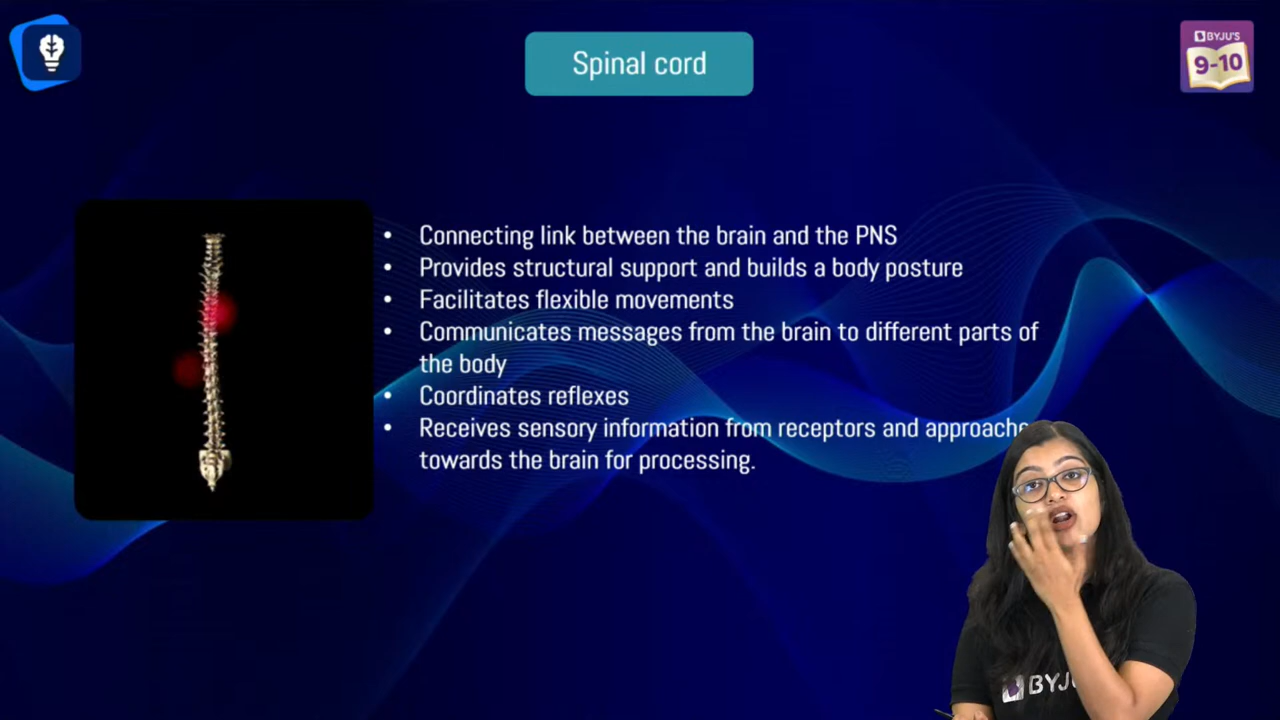 Spinal cord
BYJU'S
9-10
• Connecting link between the brain and the PNS
• Provides structural support and builds a body posture
• Facilitates flexible movements
• Communicates messages from the brain to different parts of
the body
• Coordinates reflexes
• Receives sensory information from receptors and
towards the brain for processing.